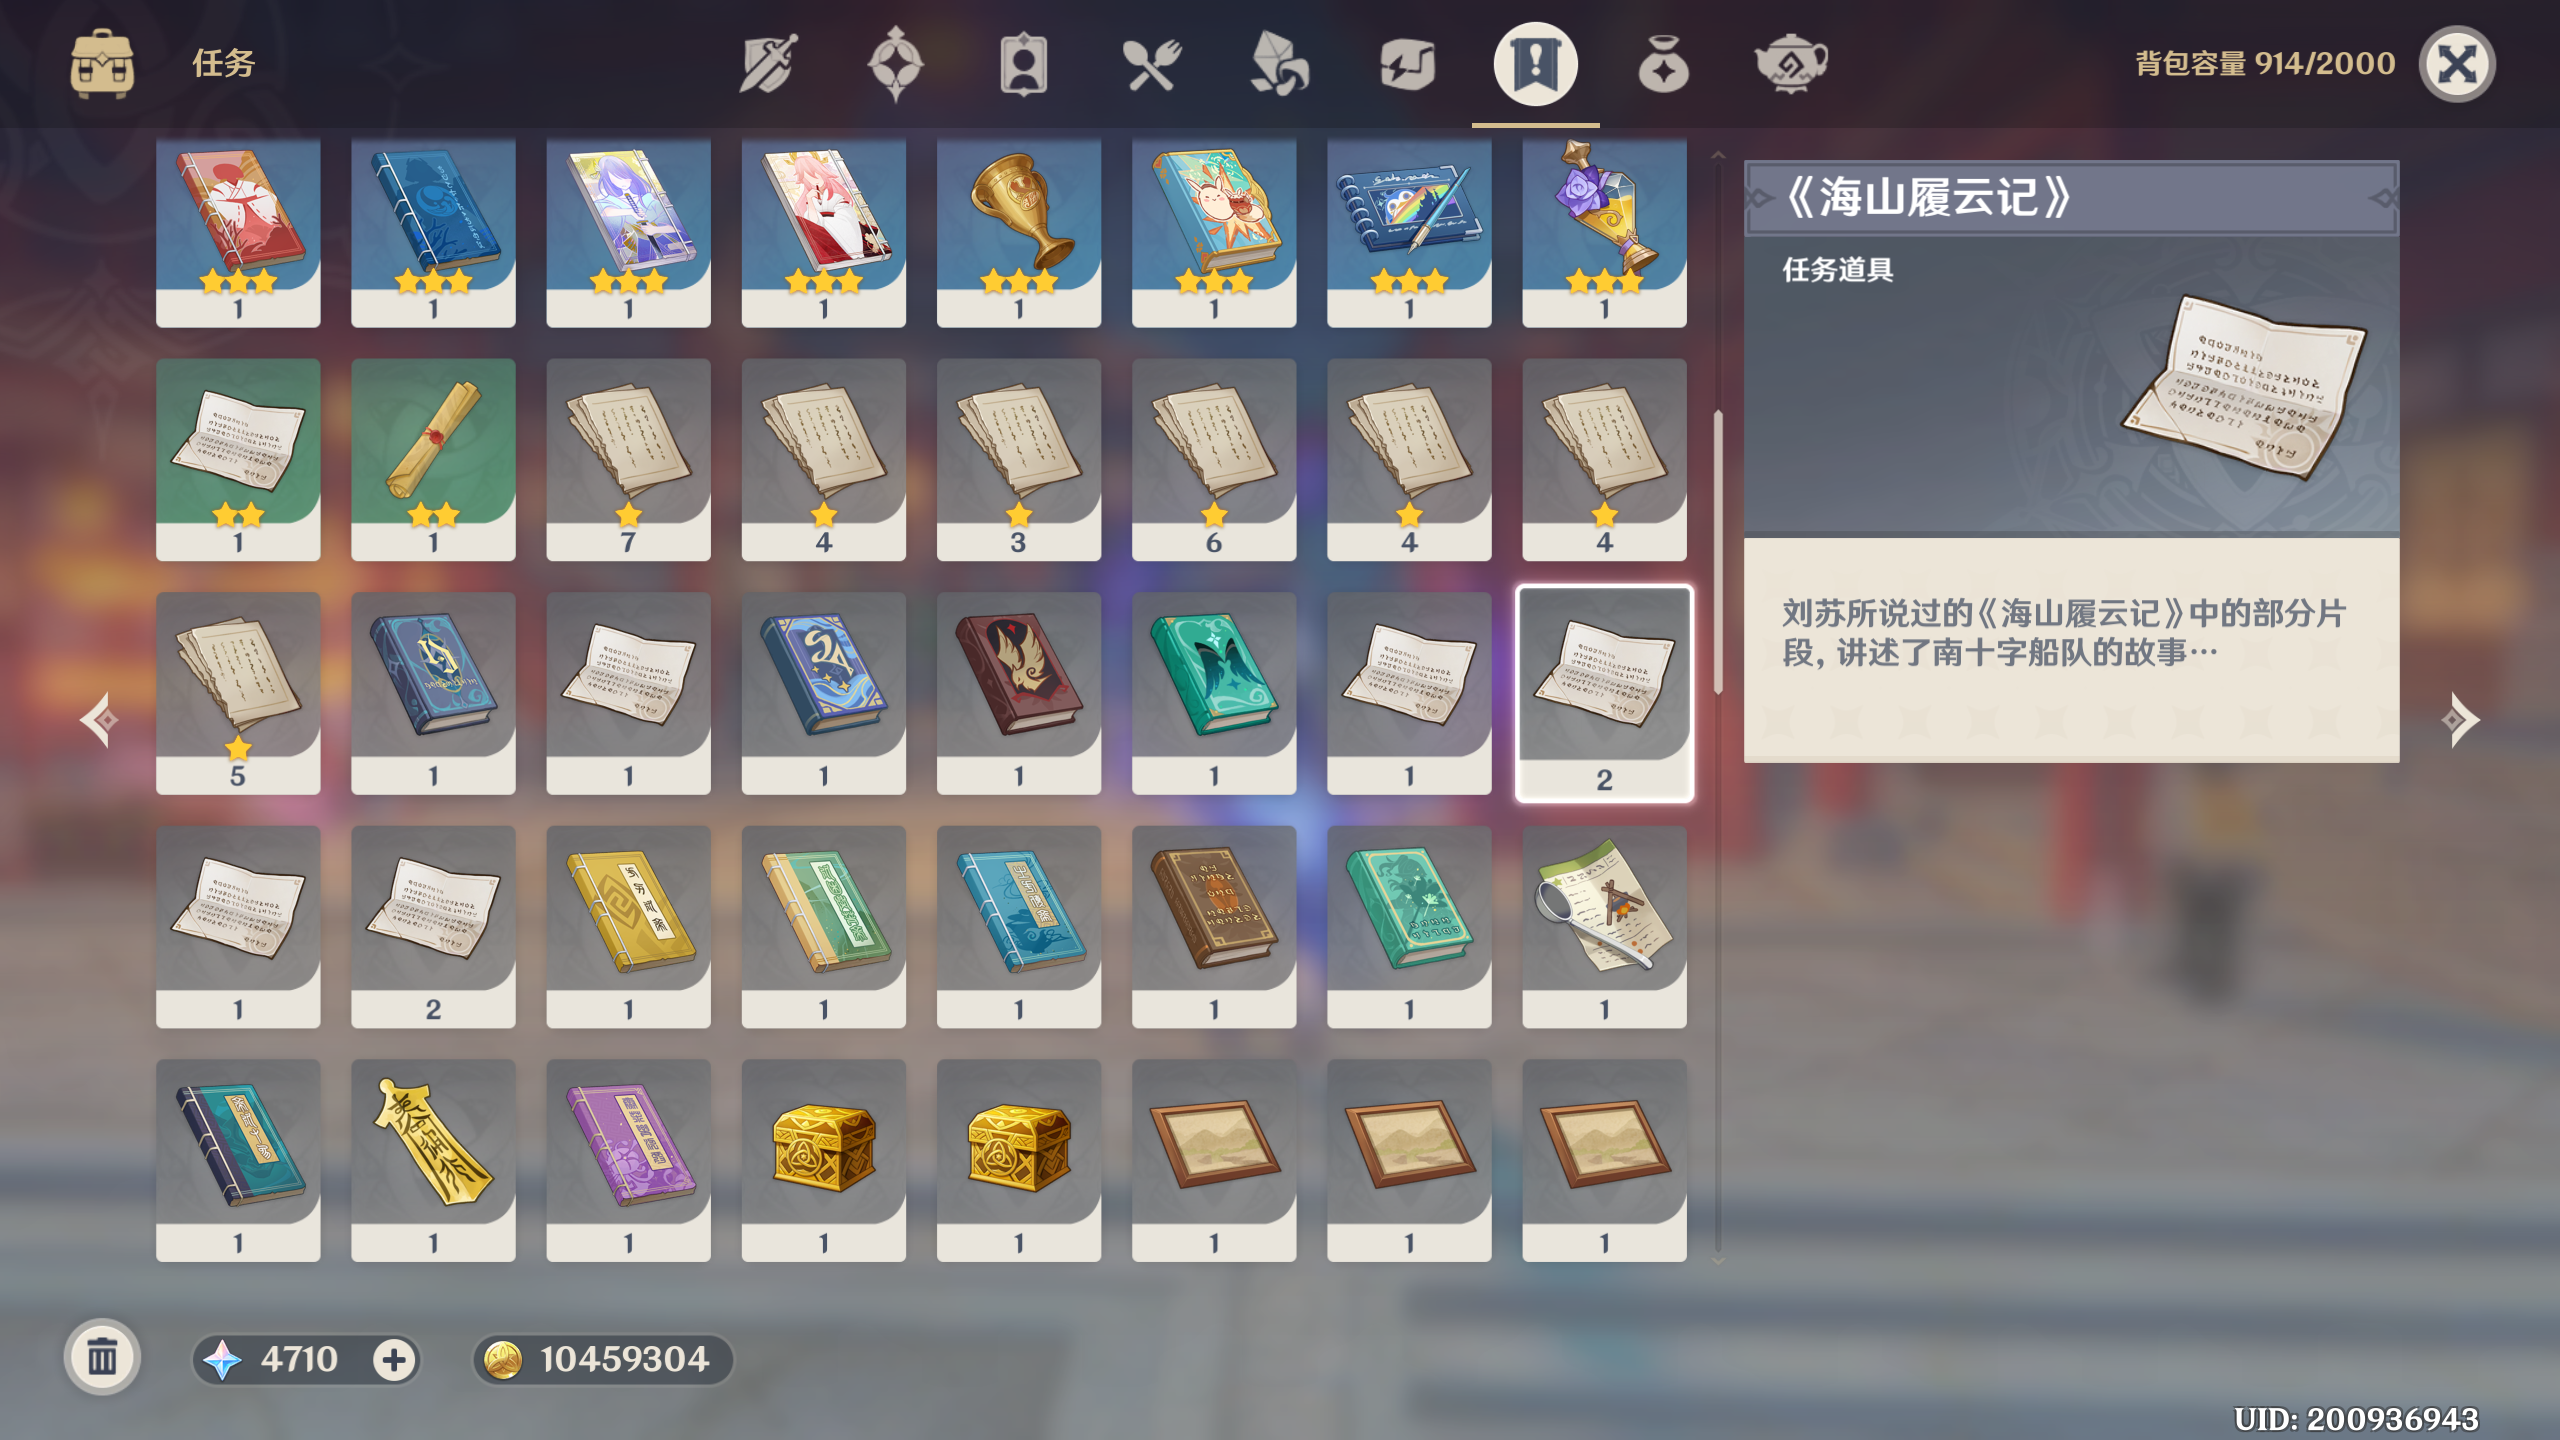 任务
背包容量 914/2000
《海山履云记》
任务道具
刘苏所说过的《海山履云记》中的部分片
段，讲述了南十字船队的故事…
1 1 1 1 1 1 1 1
1 1 7 4 3 6 4 4
5 1 1 1 1 1 1 2
1 2 1 1 1 1 1 1
1 1 1 1 1 1 1 1
4710
10459304
UID: 200936943